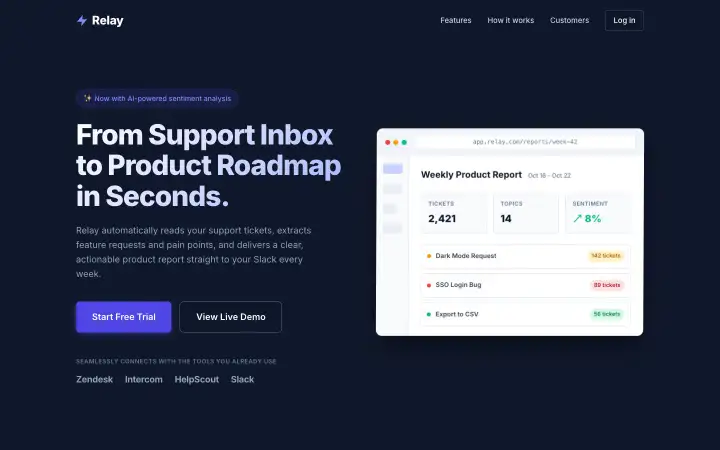 Relay
Features
How it works
Customers
Log in
✨ Now with AI-powered sentiment analysis
From Support Inbox
to Product Roadmap
in Seconds.
Relay automatically reads your support tickets, extracts
feature requests and pain points, and delivers a clear,
actionable product report straight to your Slack every
week.
Start Free Trial
View Live Demo
SEAMLESSLY CONNECTS WITH THE TOOLS YOU ALREADY USE
Zendesk Intercom HelpScout Slack
app.relay.com/reports/week-42
Weekly Product Report Oct 16 - Oct 22
TICKETS
2,421
TOPICS
14
SENTIMENT
↗ 8%
Dark Mode Request
142 tickets
SSO Login Bug
89 tickets
Export to CSV
56 tickets